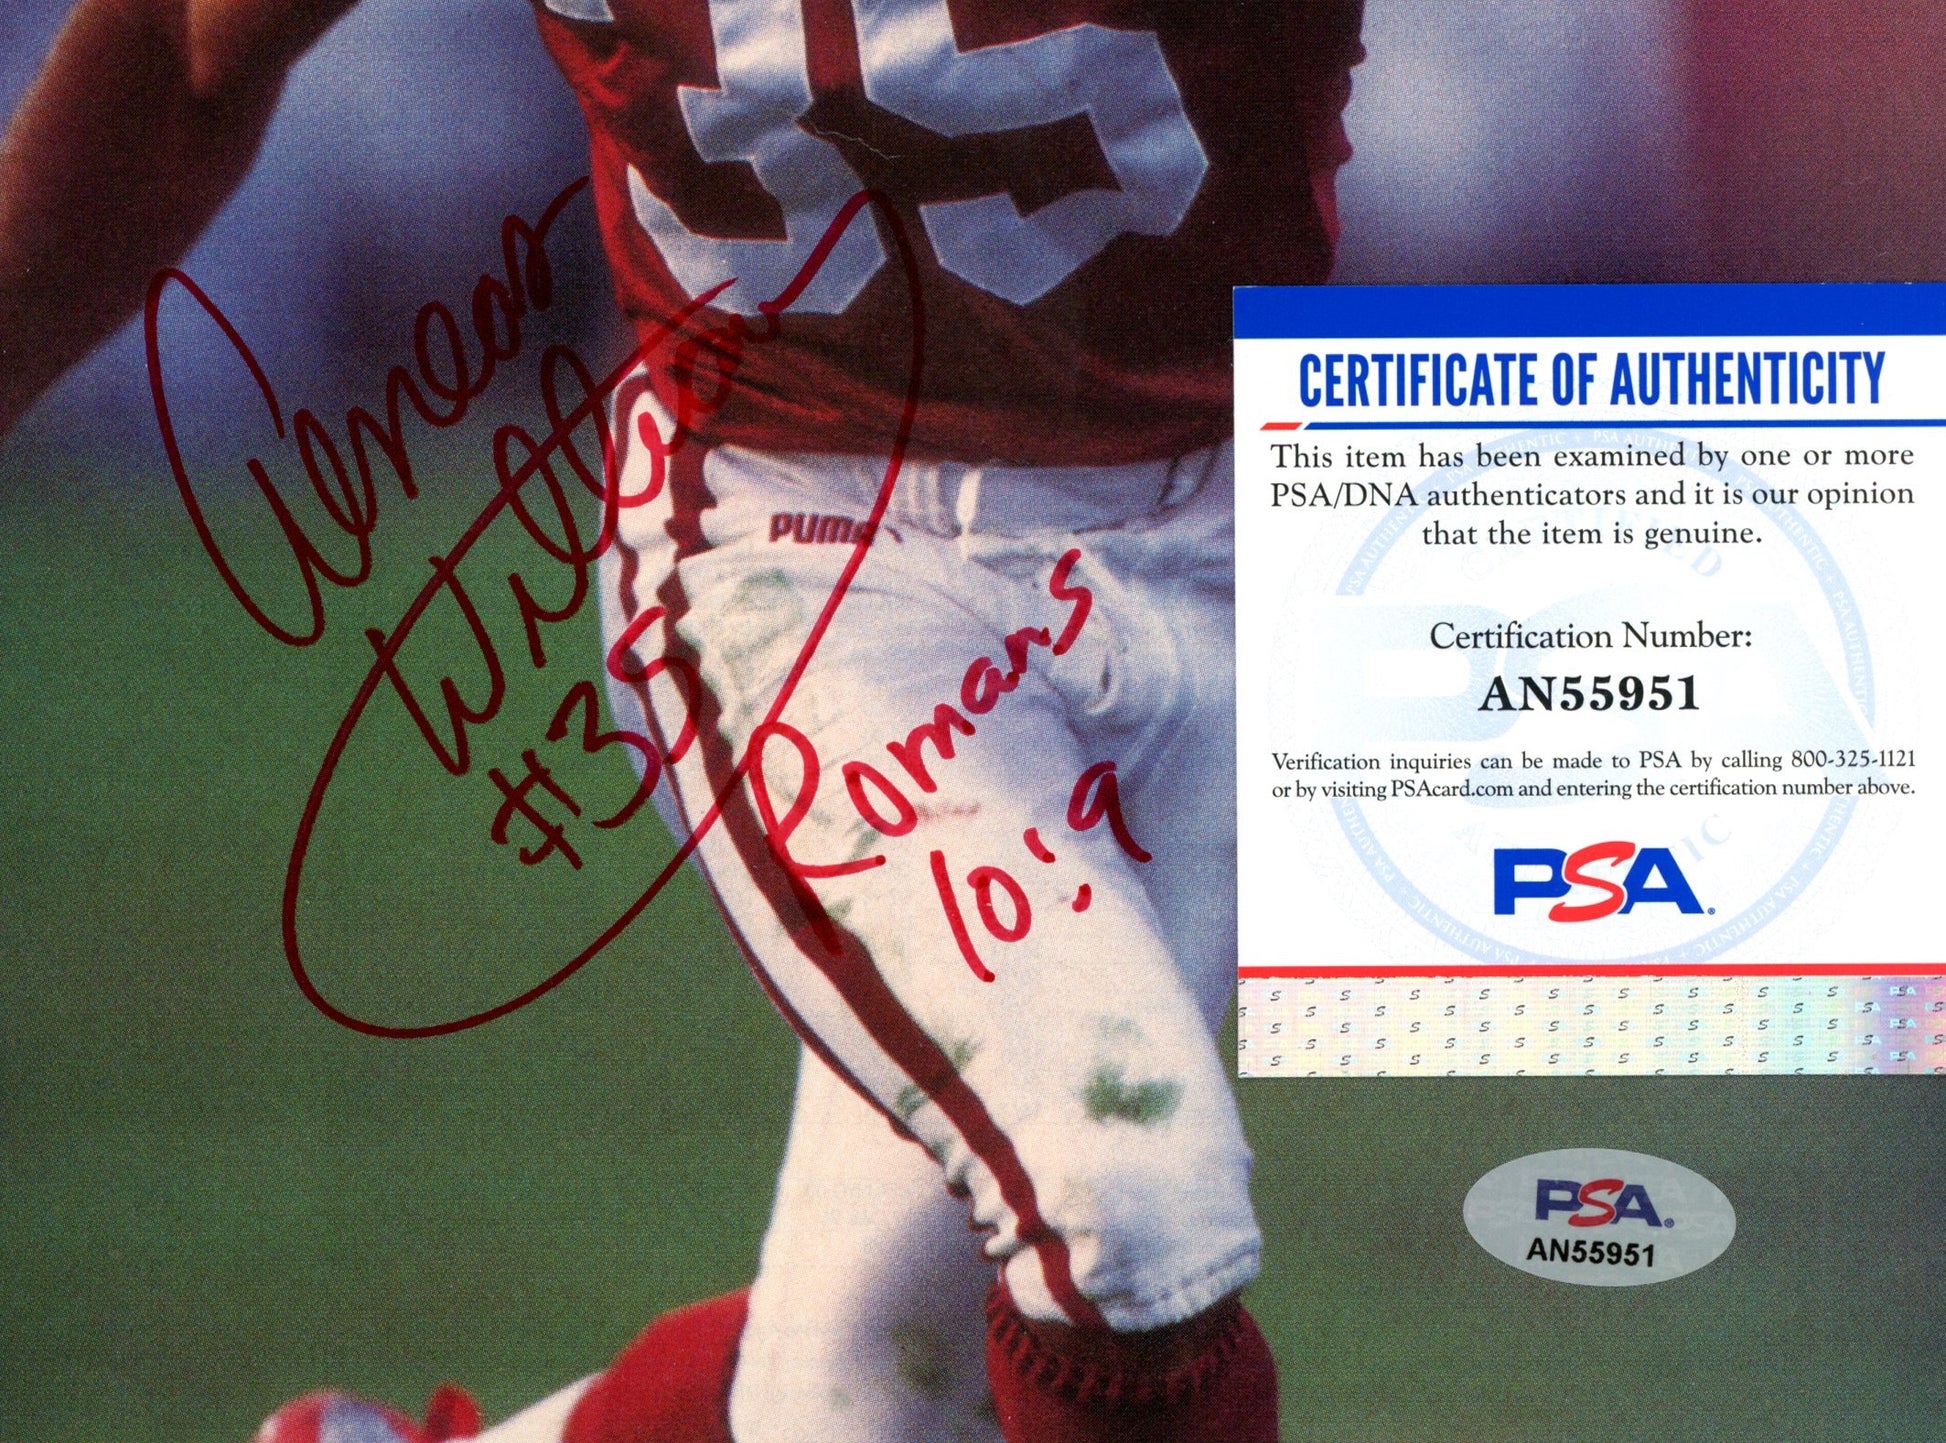 35
Aeneas
Williams
#35
PUMA
Romans
10:9
CERTIFICATE OF AUTHENTICITY
This item has been examined by one or more
PSA/DNA authenticators and it is our opinion
that the item is genuine.
Certification Number:
AN55951
Verification inquiries can be made to PSA by calling 800-325-1121
or by visiting PSAcard.com and entering the certification number above.
PSA
PSA
AN55951